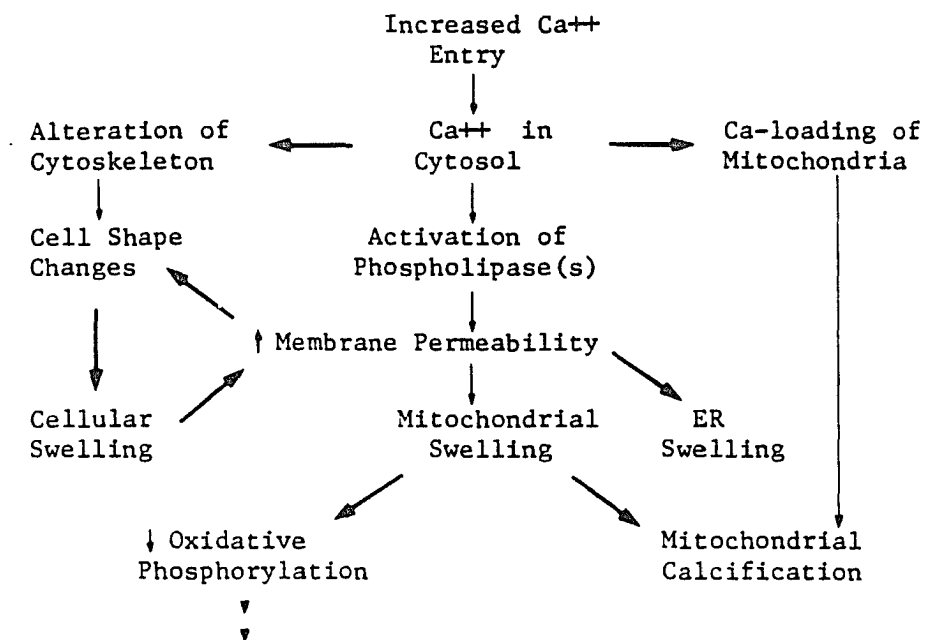 Increased Ca++
Entry
Alteration of
Cytoskeleton
Ca++ in
Cytosol
Ca-loading of
Mitochondria
Cell Shape
Changes
Activation of
Phospholipase(s)
↑ Membrane Permeability
Cellular
Swelling
Mitochondrial
Swelling
ER
Swelling
↓ Oxidative
Phosphorylation
Mitochondrial
Calcification